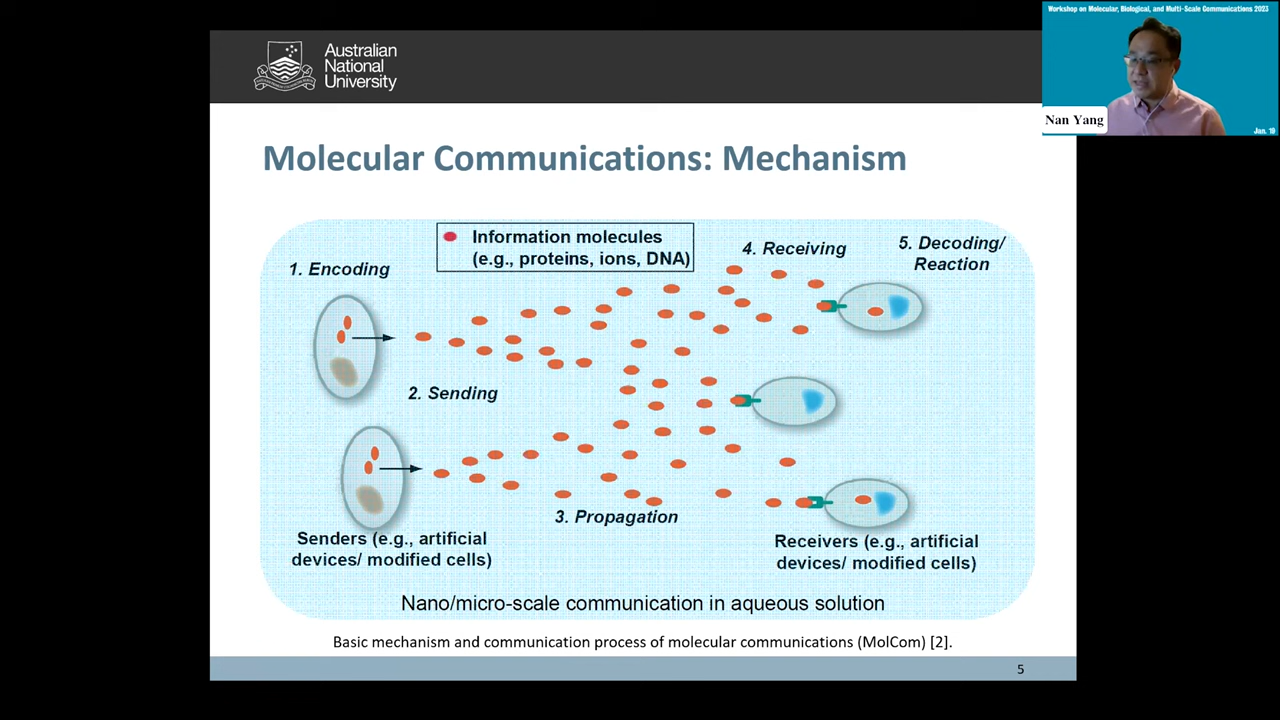 Workshop on Molecular, Biological, and Multi-Scale Communications 2023
Nan Yang
Jan. 19
Australian
National
University
Molecular Communications: Mechanism
Information molecules
(e.g., proteins, ions, DNA)
1. Encoding
4. Receiving
5. Decoding/
Reaction
2. Sending
3. Propagation
Senders (e.g., artificial
devices/ modified cells)
Receivers (e.g., artificial
devices/ modified cells)
Nano/micro-scale communication in aqueous solution
Basic mechanism and communication process of molecular communications (MolCom) [2].
5